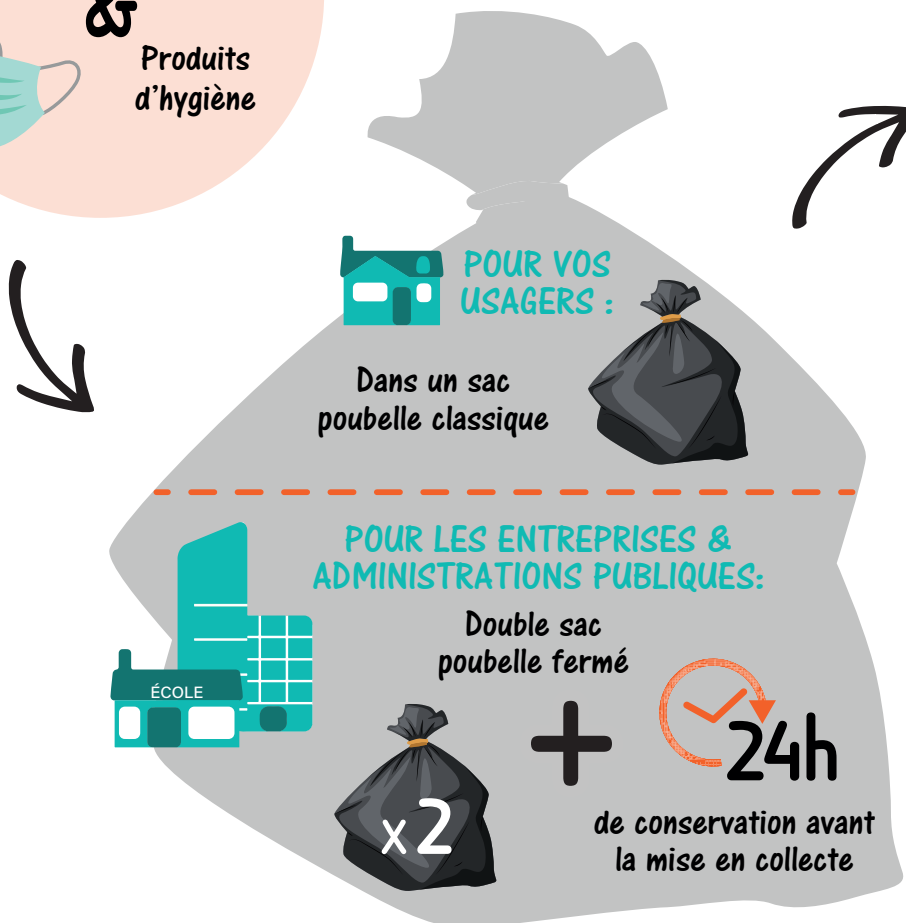 &
Produits
d'hygiène
POUR VOS
USAGERS :
Dans un sac
poubelle classique
POUR LES ENTREPRISES &
ADMINISTRATIONS PUBLIQUES:
ÉCOLE
Double sac
poubelle fermé
x2
+
24h
de conservation avant
la mise en collecte